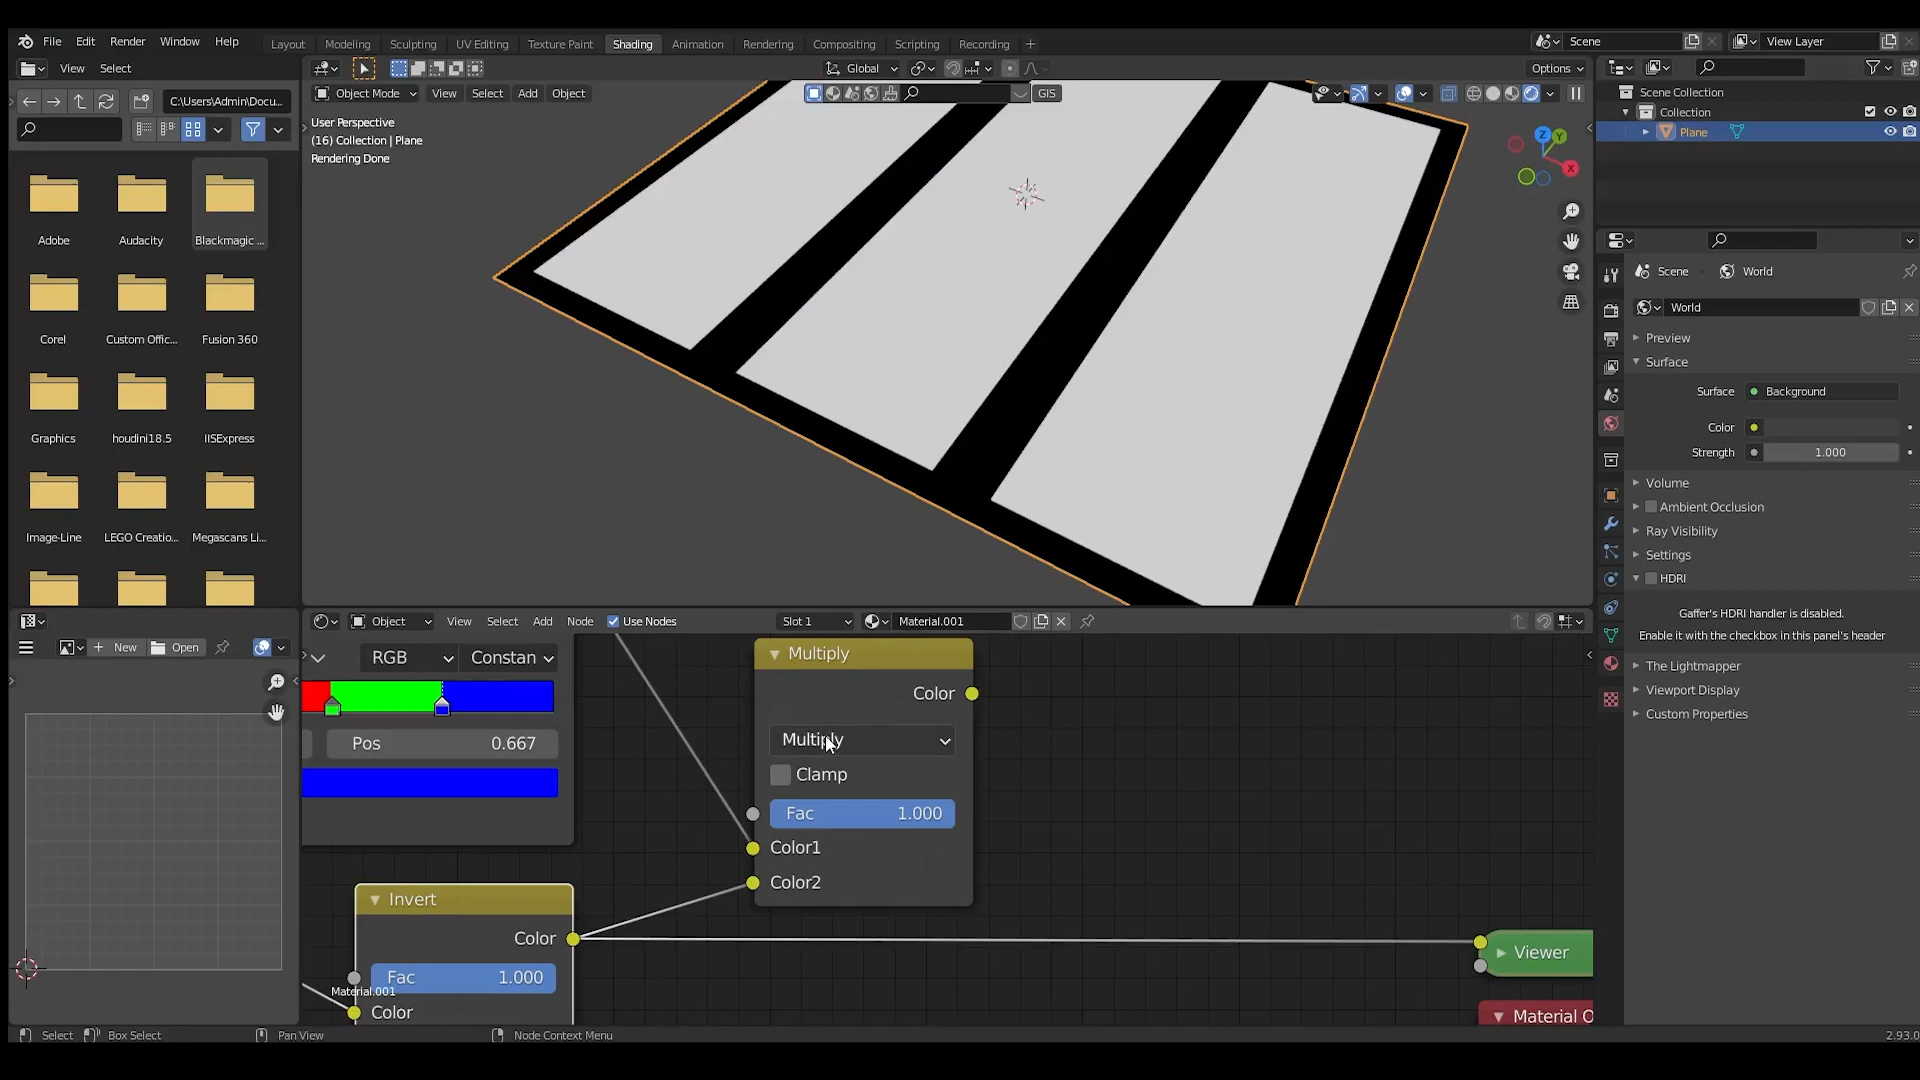 File Edit Render Window Help
Layout Modeling Sculpting UV Editing Texture Paint Shading Animation Rendering Compositing Scripting Recording +
Scene
View Layer
View Select
Global
Options
C:\Users\Admin\Docu...
Object Mode View Select Add Object
GIS
User Perspective
(16) Collection | Plane
Rendering Done
Z
Y
X
Scene Collection
Collection
Plane
Adobe
Audacity
Blackmagic ...
Corel
Custom Offic...
Fusion 360
Graphics
houdini18.5
IISExpress
Image-Line
LEGO Creatio...
Megascans Li...
Scene World
World
Preview
Surface
Surface Background
Color
Strength 1.000
Volume
Ambient Occlusion
Ray Visibility
Settings
HDRI
Gaffer's HDRI handler is disabled.
Enable it with the checkbox in this panel's header
The Lightmapper
Viewport Display
Custom Properties
Object View Select Add Node Use Nodes Slot 1 Material.001
New Open
RGB Constan
Pos 0.667
Multiply
Color
Multiply
Clamp
Fac 1.000
Color1
Color2
Invert
Color
Fac 1.000
Material.001
Color
Viewer
Material O
Select Box Select Pan View Node Context Menu 2.93.0